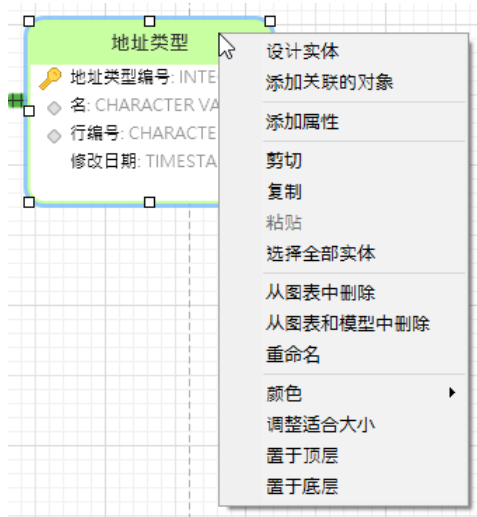 地址类型
地址类型编号: INTE
名: CHARACTER VA
行编号: CHARACTE
修改日期: TIMESTA
设计实体
添加关联的对象
添加属性
剪切
复制
粘贴
选择全部实体
从图表中删除
从图表和模型中删除
重命名
颜色
调整适合大小
置于顶层
置于底层